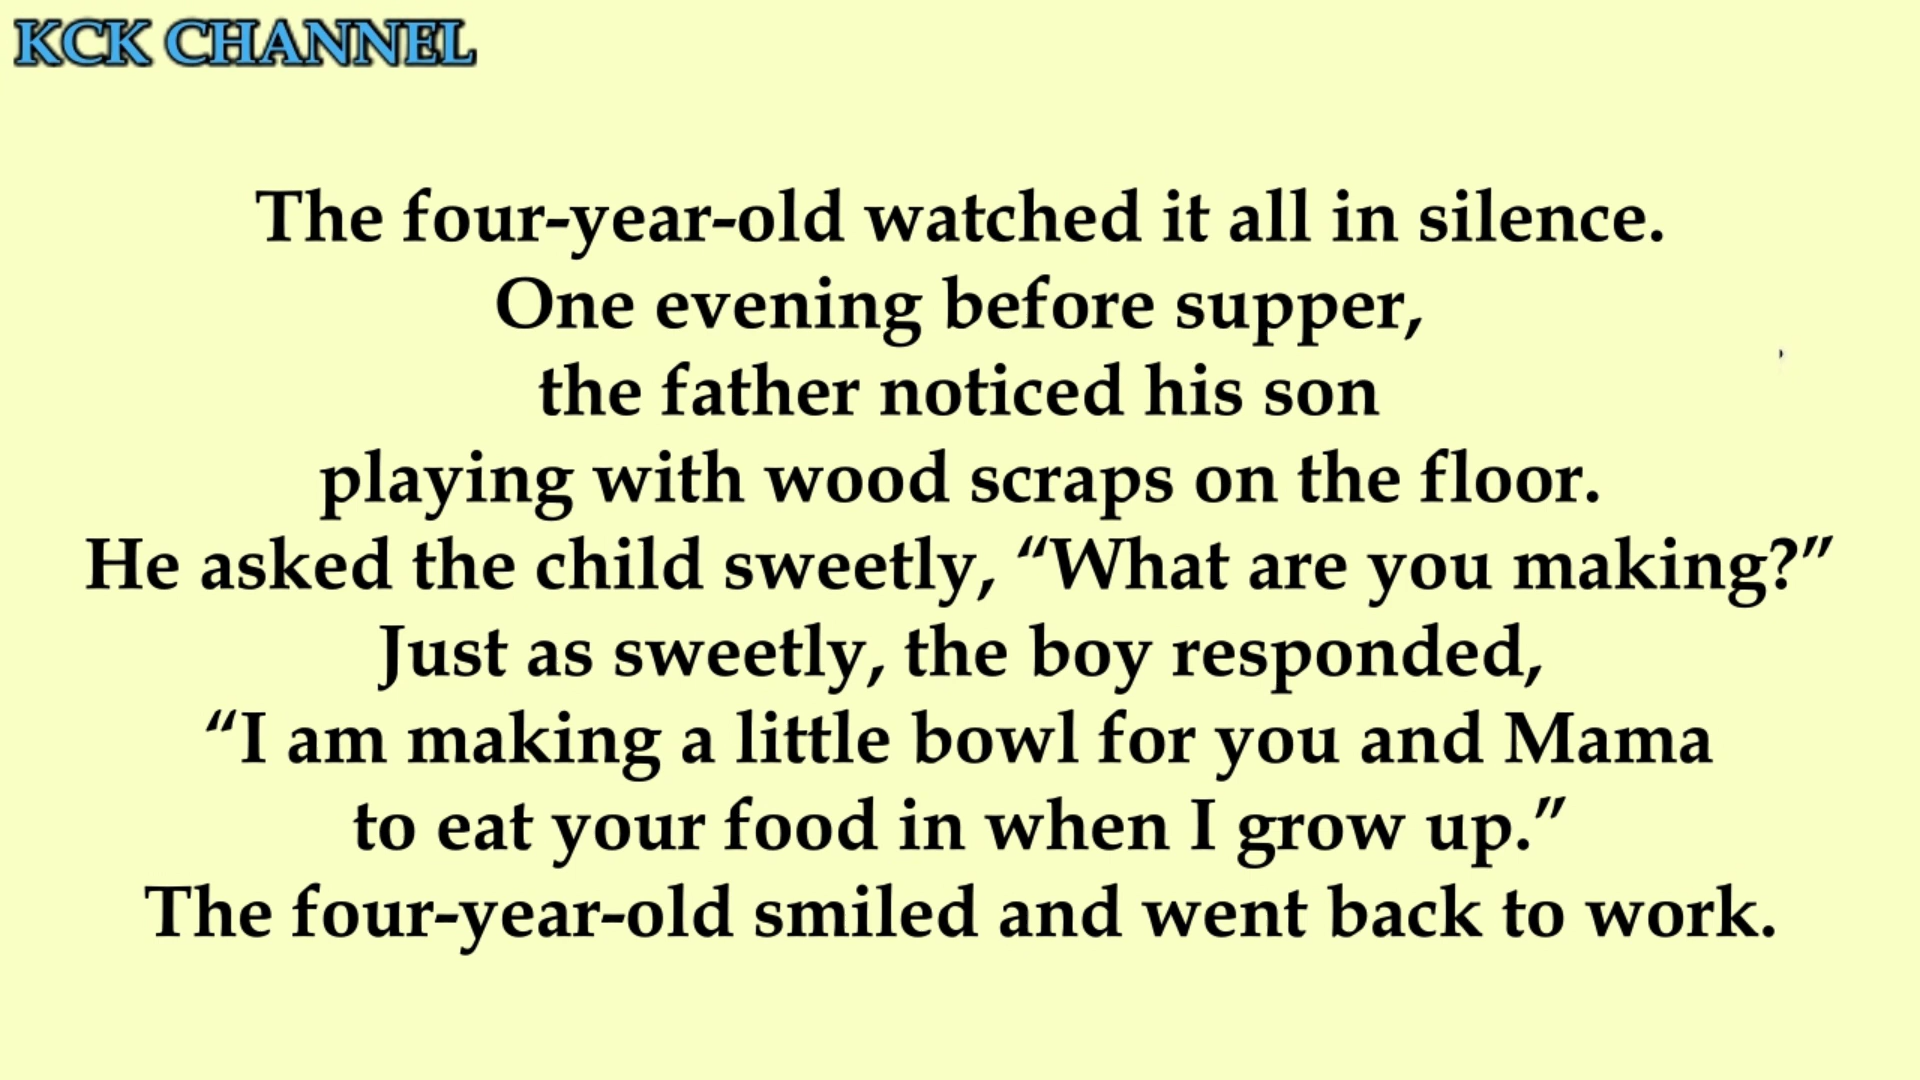 KCK CHANNEL
The four-year-old watched it all in silence.
One evening before supper,
the father noticed his son
playing with wood scraps on the floor.
He asked the child sweetly, “What are you making?”
Just as sweetly, the boy responded,
“I am making a little bowl for you and Mama
to eat your food in when I grow up.”
The four-year-old smiled and went back to work.